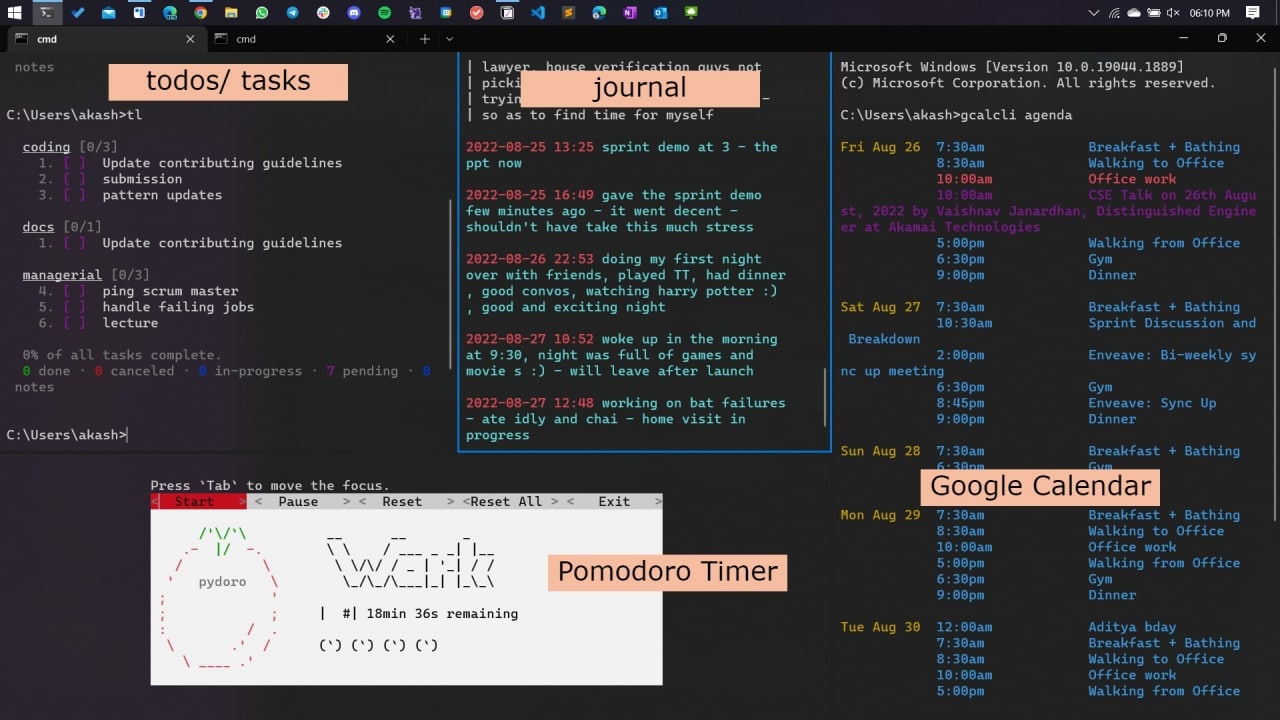 06:10 PM
cmd
cmd
notes
todos/ tasks
C:\Users\akash>tl
coding [0/3]
1. [ ] Update contributing guidelines
2. [ ] submission
3. [ ] pattern updates
docs [0/1]
1. [ ] Update contributing guidelines
managerial [0/3]
4. [ ] ping scrum master
5. [ ] handle failing jobs
6. [ ] lecture
0% of all tasks complete.
0 done · 0 canceled · 0 in-progress · 7 pending · 0
notes
C:\Users\akash>
| lawyer, house verification guys not
| picki
journal
| tryin
| so as to find time for myself
2022-08-25 13:25 sprint demo at 3 - the
ppt now
2022-08-25 16:49 gave the sprint demo
few minutes ago - it went decent -
shouldn't have take this much stress
2022-08-26 22:53 doing my first night
over with friends, played TT, had dinner
, good convos, watching harry potter :)
, good and exciting night
2022-08-27 10:52 woke up in the morning
at 9:30, night was full of games and
movie s :) - will leave after launch
2022-08-27 12:48 working on bat failures
- ate idly and chai - home visit in
progress
Microsoft Windows [Version 10.0.19044.1889]
(c) Microsoft Corporation. All rights reserved.
C:\Users\akash>gcalcli agenda
Fri Aug 26 7:30am Breakfast + Bathing
8:30am Walking to Office
10:00am Office work
10:00am CSE Talk on 26th Augu
st, 2022 by Vaishnav Janardhan, Distinguished Engine
er at Akamai Technologies
5:00pm Walking from Office
6:30pm Gym
9:00pm Dinner
Sat Aug 27 7:30am Breakfast + Bathing
10:30am Sprint Discussion and
Breakdown
2:00pm Enveave: Bi-weekly sy
nc up meeting
6:30pm Gym
8:45pm Enveave: Sync Up
9:00pm Dinner
Sun Aug 28 7:30am Breakfast + Bathing
6:30pm Gym
Google Calendar
Mon Aug 29 7:30am Breakfast + Bathing
8:30am Walking to Office
10:00am Office work
5:00pm Walking from Office
6:30pm Gym
9:00pm Dinner
Tue Aug 30 12:00am Aditya bday
7:30am Breakfast + Bathing
8:30am Walking to Office
10:00am Office work
5:00pm Walking from Office
Press `Tab` to move the focus.
< Start > < Pause > < Reset > <Reset All > < Exit >
Work
pydoro
Pomodoro Timer
| #| 18min 36s remaining
(`) (`) (`) (`)